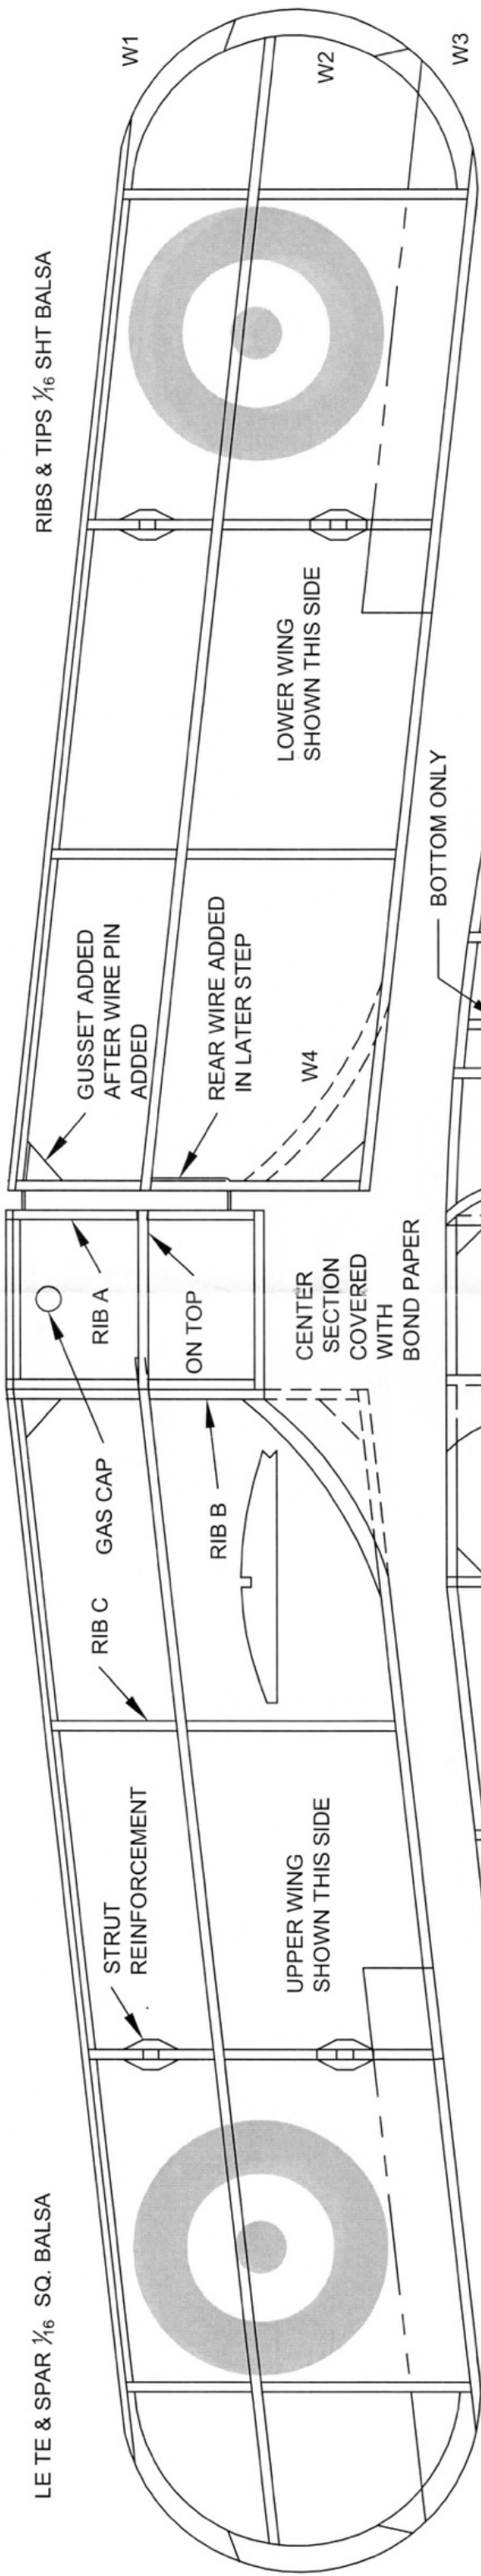 LE TE & SPAR 1/16 SQ. BALSA
RIBS & TIPS 1/16 SHT BALSA
W1
W2
W3
STRUT
REINFORCEMENT
RIB C
GAS CAP
RIB A
GUSSET ADDED
AFTER WIRE PIN
ADDED
ON TOP
REAR WIRE ADDED
IN LATER STEP
RIB B
W4
UPPER WING
SHOWN THIS SIDE
LOWER WING
SHOWN THIS SIDE
CENTER
SECTION
COVERED
WITH
BOND PAPER
BOTTOM ONLY